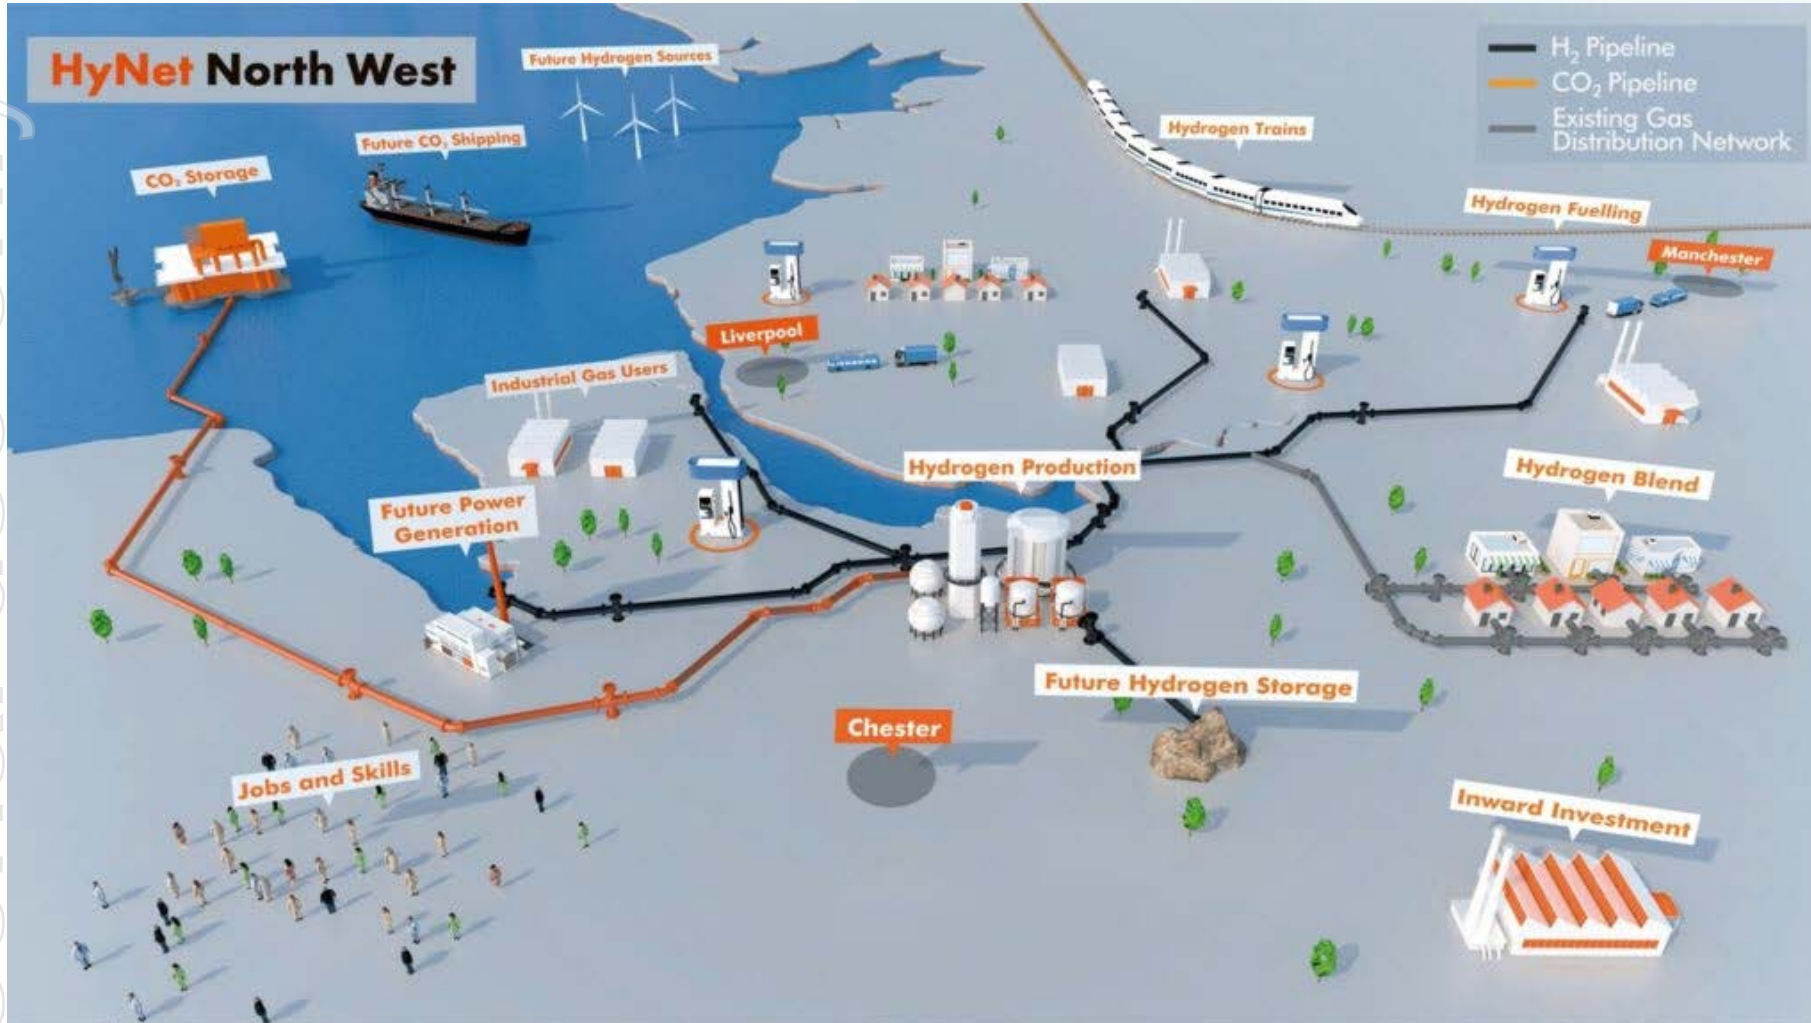 HyNet North West
Future Hydrogen Sources
Future CO₂ Shipping
CO₂ Storage
H₂ Pipeline
CO₂ Pipeline
Existing Gas
Distribution Network
Hydrogen Trains
Hydrogen Fuelling
Manchester
Liverpool
Industrial Gas Users
Hydrogen Production
Hydrogen Blend
Future Power
Generation
Future Hydrogen Storage
Chester
Jobs and Skills
Inward Investment